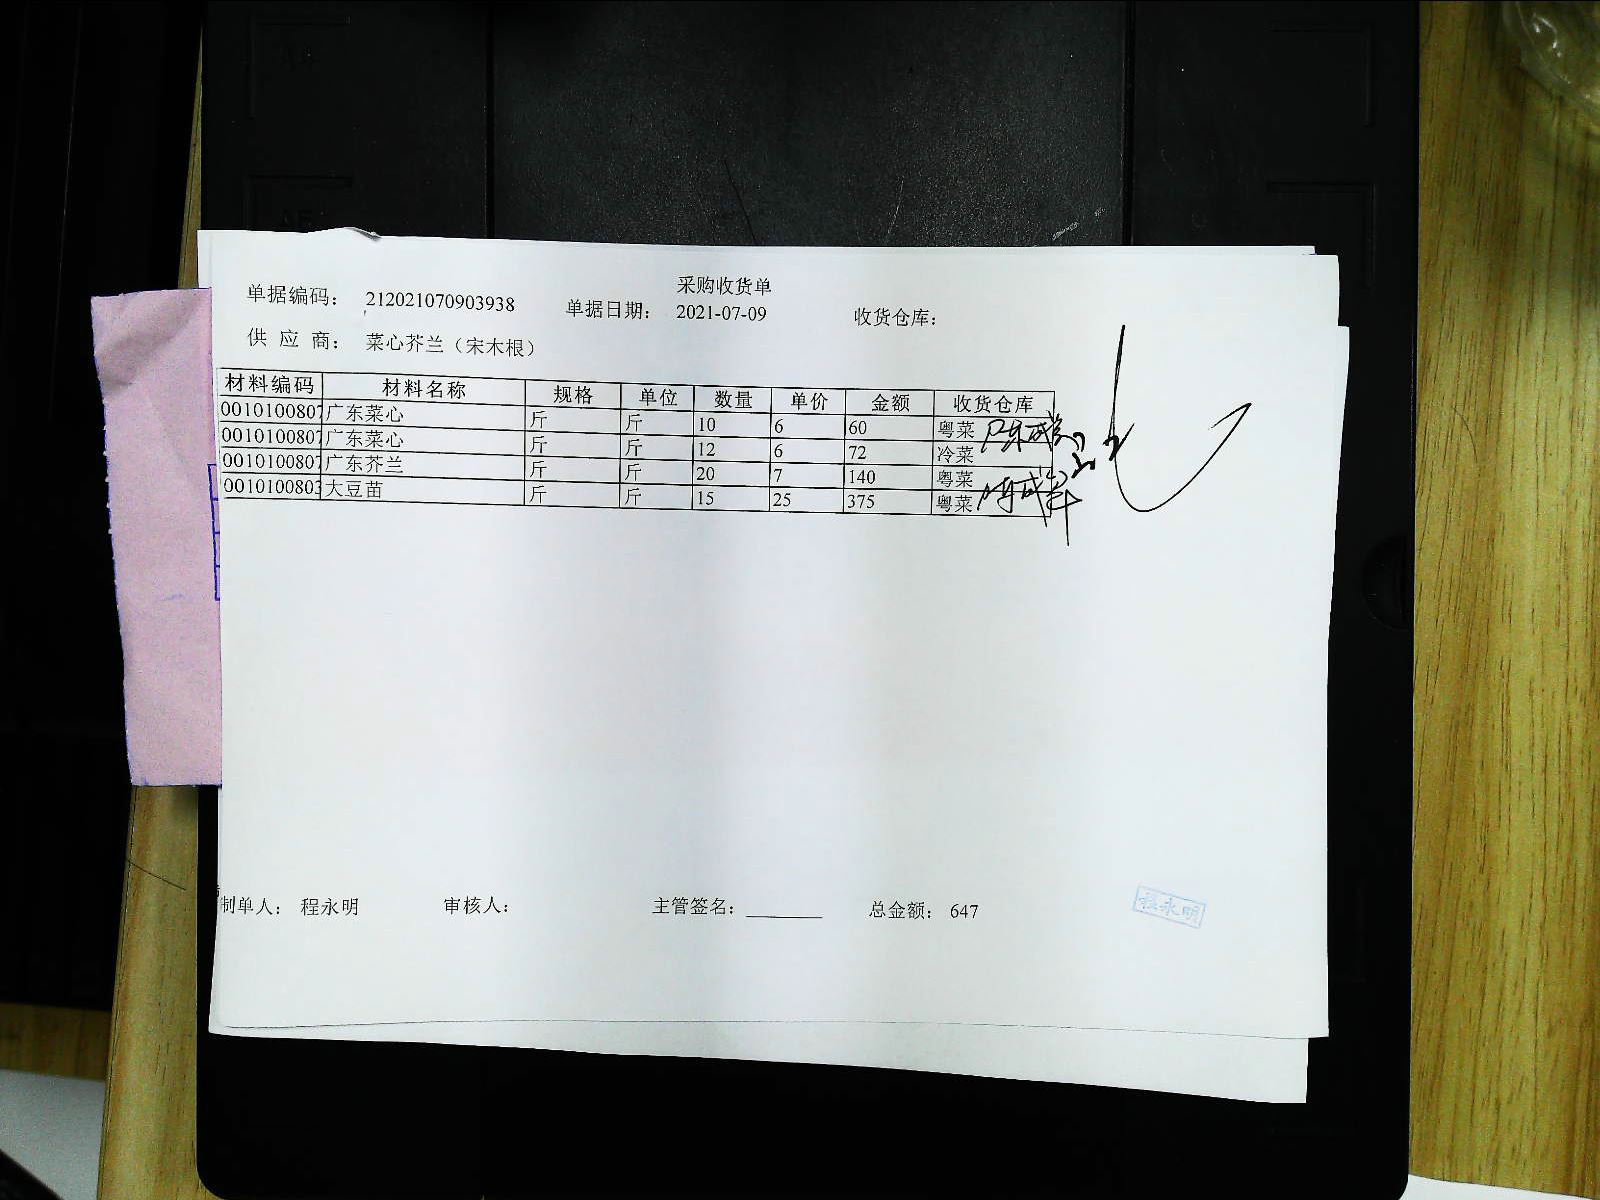 采购收货单
单据编码： 212021070903938 单据日期： 2021-07-09 收货仓库：
供 应 商： 菜心芥兰（宋木根）
材料编码 材料名称 规格 单位 数量 单价 金额 收货仓库
0010100807 广东菜心 斤 斤 10 6 60 粤菜
0010100807 广东菜心 斤 斤 12 6 72 冷菜
0010100807 广东芥兰 斤 斤 20 7 140 粤菜
0010100803 大豆苗 斤 斤 15 25 375 粤菜
制单人： 程永明 审核人： 主管签名： 总金额： 647
程永明